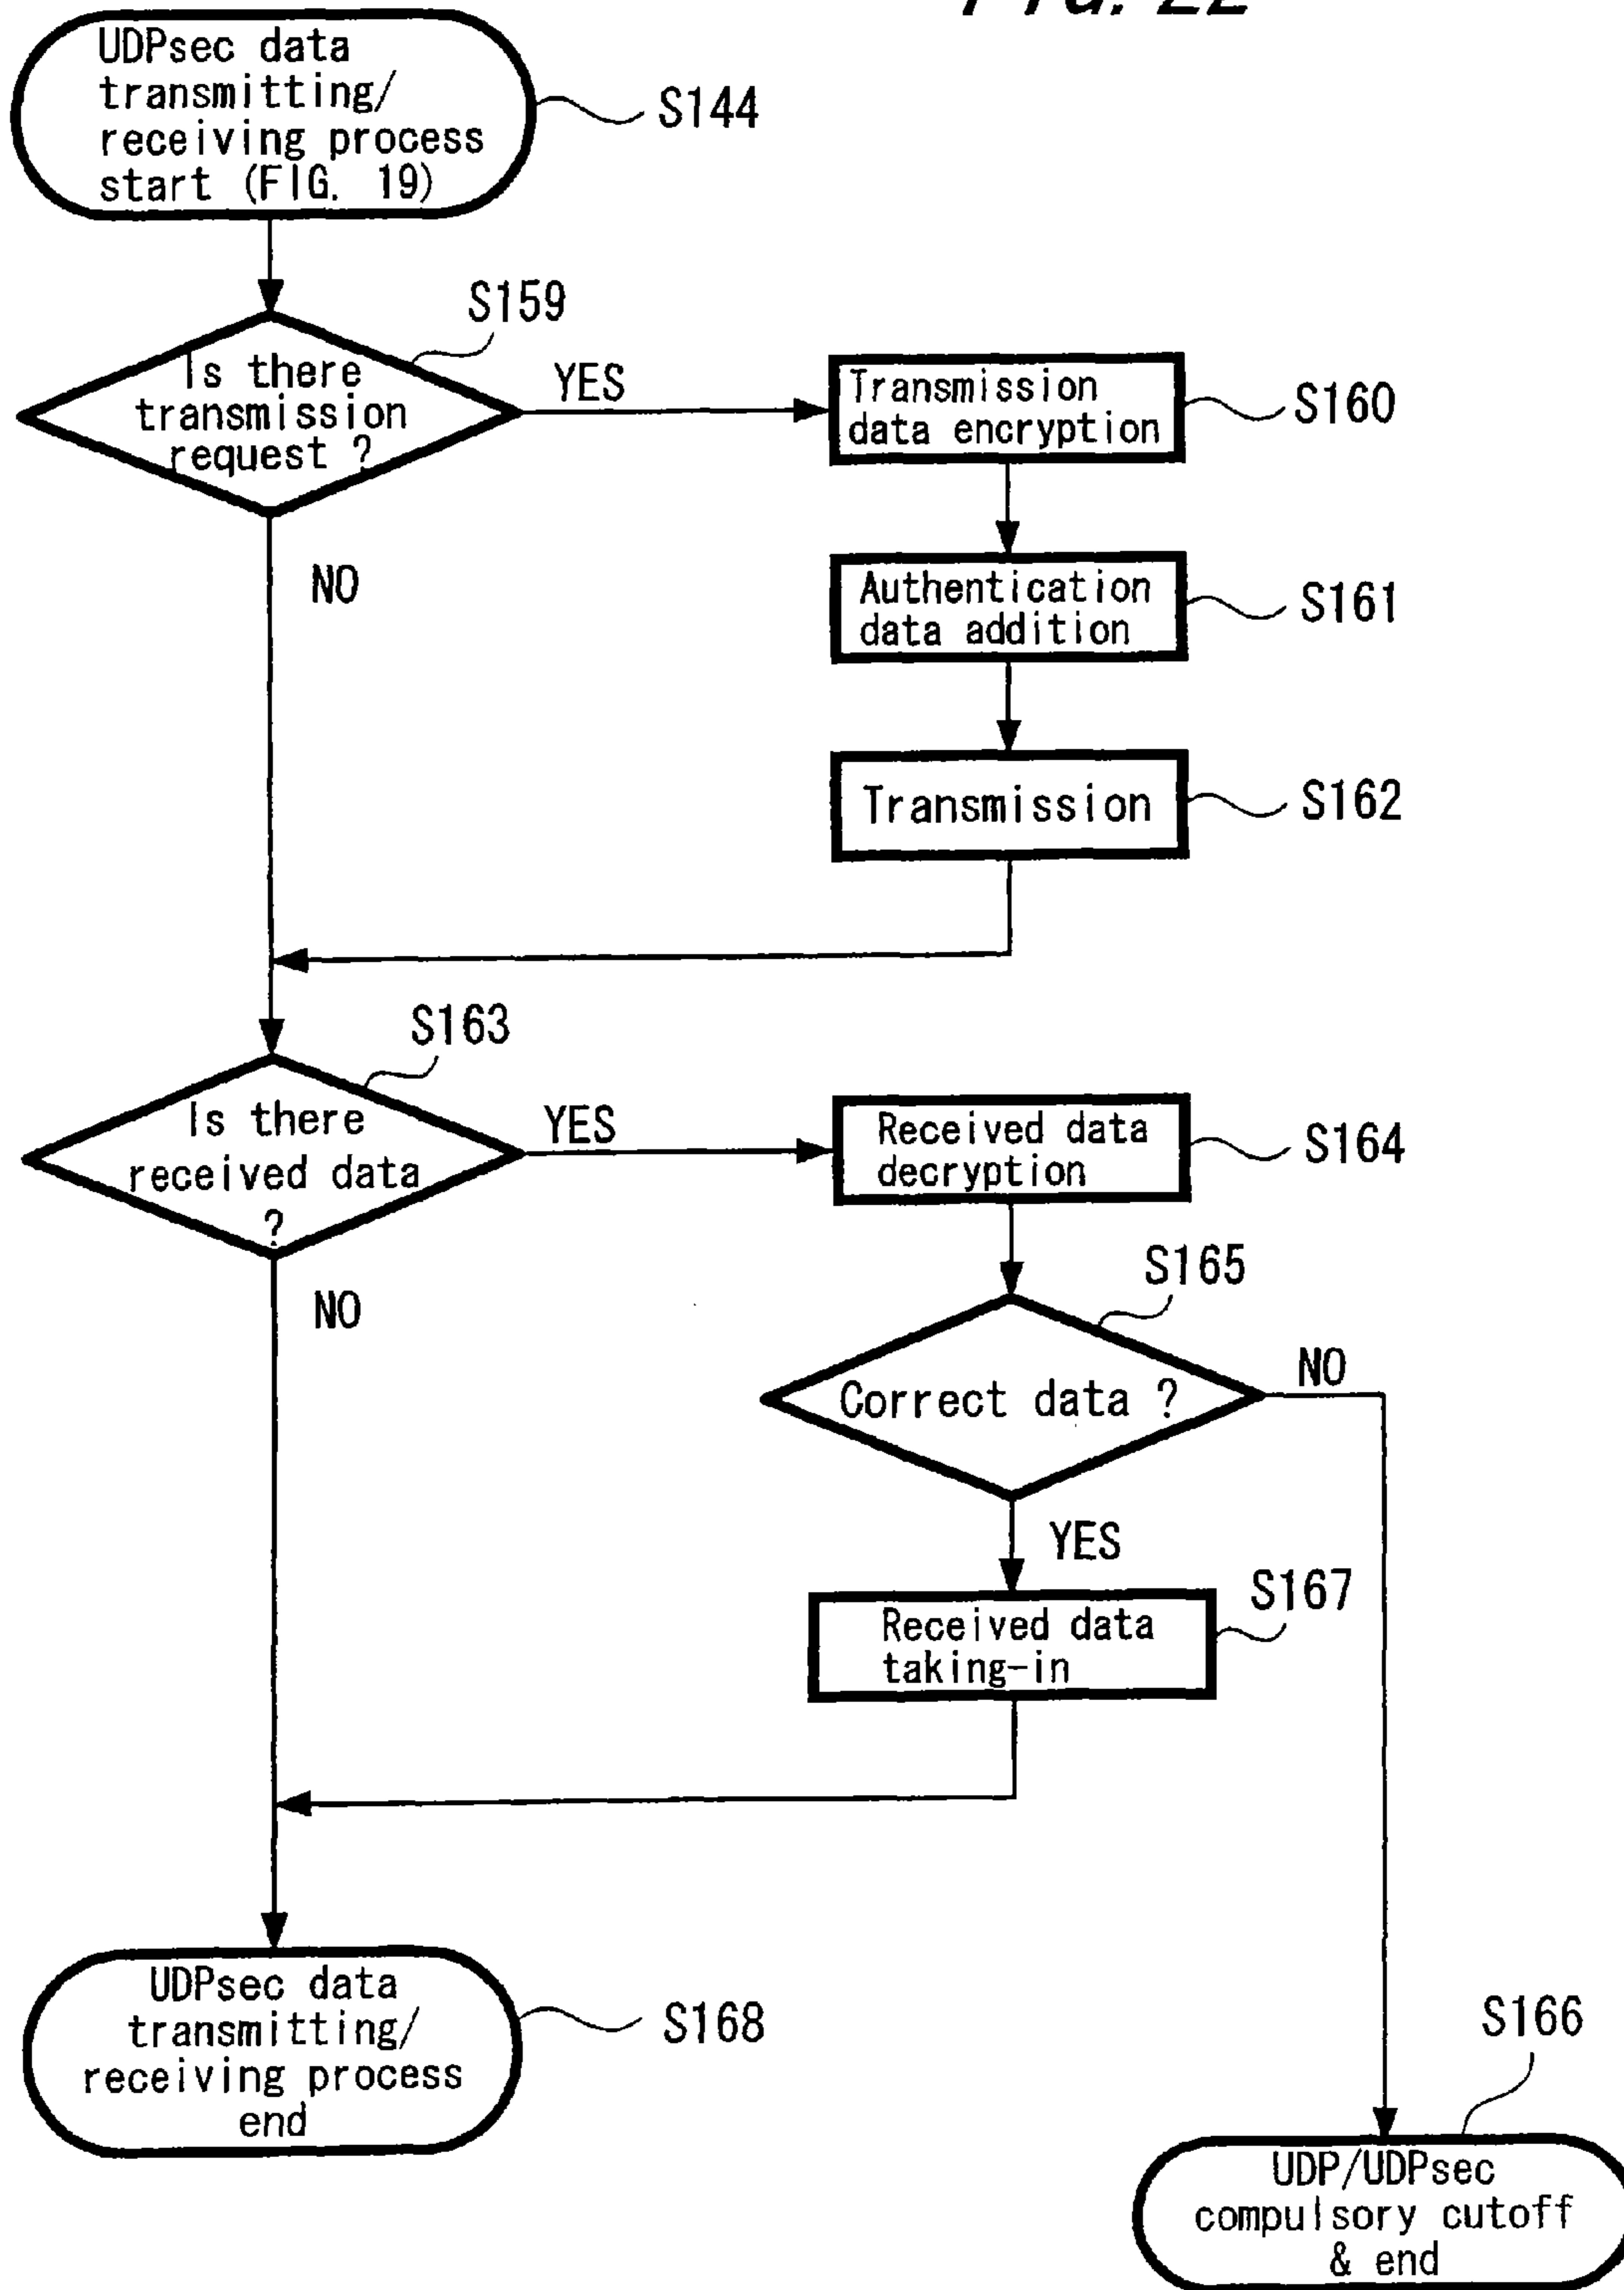 FIG. 22
UDPsec data
transmitting/
receiving process
start (FIG. 19)
S144
S159
Is there
transmission
request ?
YES
NO
Transmission
data encryption
S160
Authentication
data addition
S161
Transmission
S162
S163
Is there
received data
?
YES
NO
Received data
decryption
S164
S165
Correct data ?
NO
YES
S167
Received data
taking-in
UDPsec data
transmitting/
receiving process
end
S168
S166
UDP/UDPsec
compulsory cutoff
& end